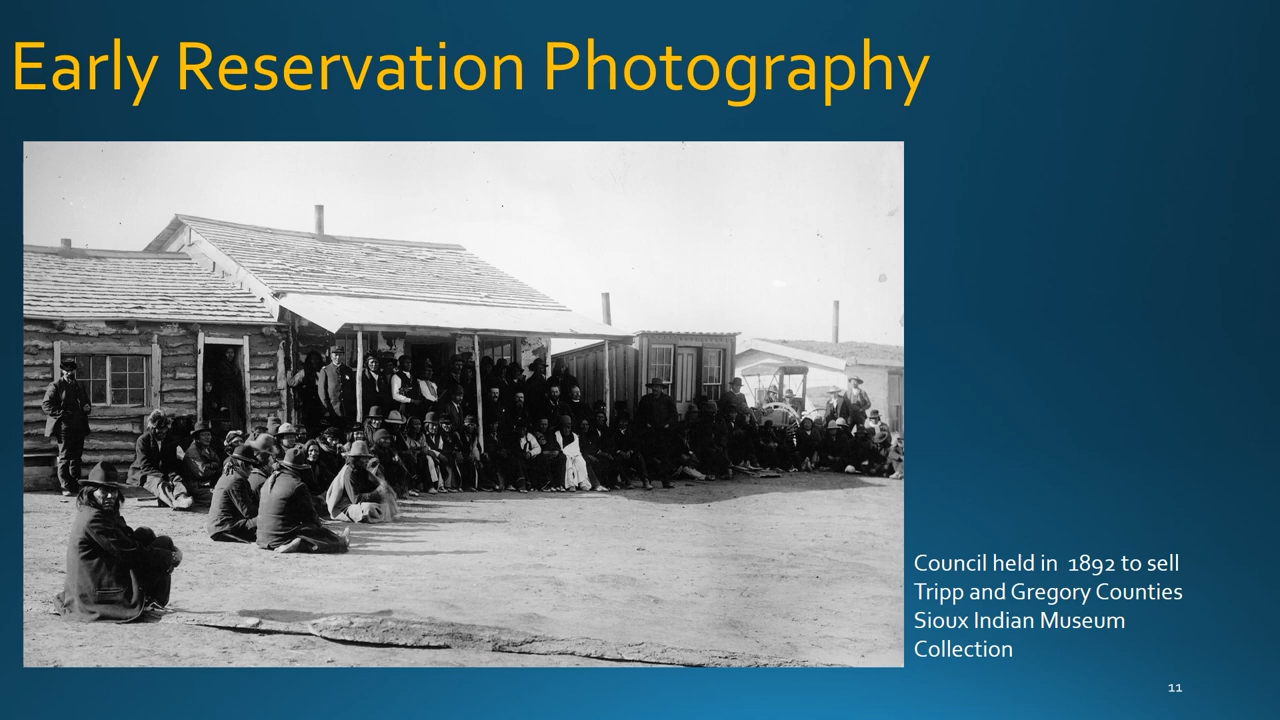 Early Reservation Photography
Council held in  1892 to sell
Tripp and Gregory Counties
Sioux Indian Museum
Collection
11